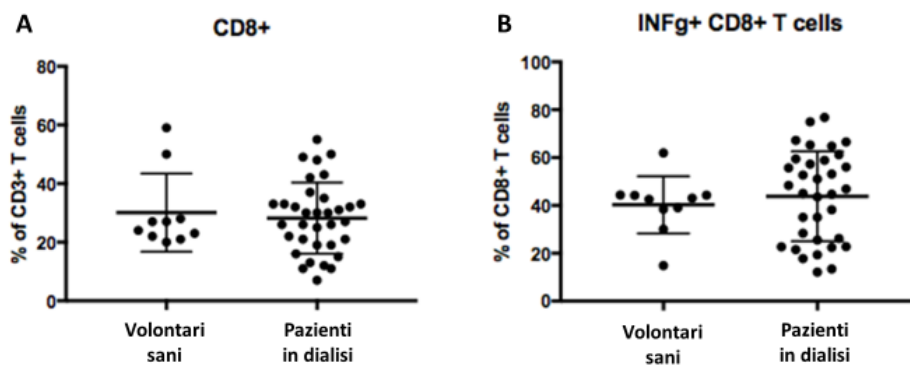 A
CD8+
% of CD3+ T cells
80
60
40
20
0
Volontari
sani
Pazienti
in dialisi
B
INFg+ CD8+ T cells
% of CD8+ T cells
100
80
60
40
20
0
Volontari
sani
Pazienti
in dialisi